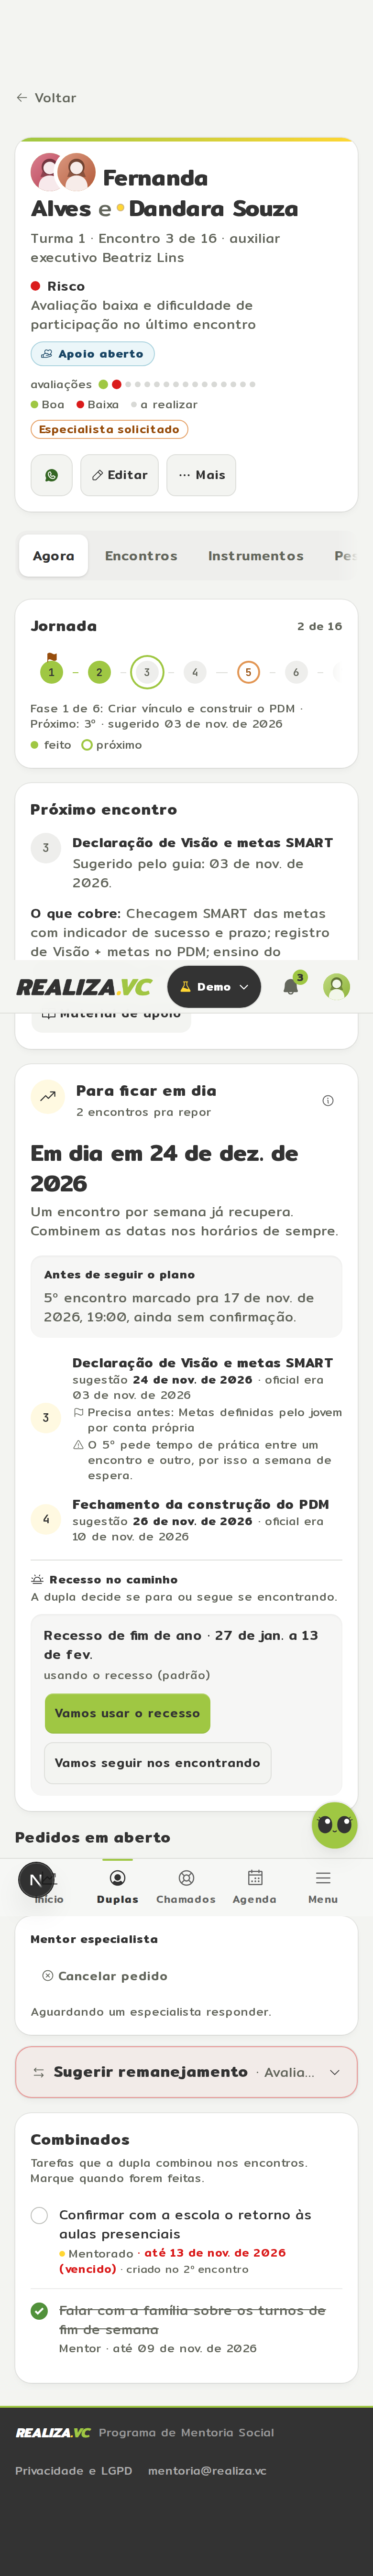 ← Voltar
Fernanda
Alves e Dandara Souza
Turma 1 · Encontro 3 de 16 · auxiliar
executivo Beatriz Lins
Risco
Avaliação baixa e dificuldade de
participação no último encontro
Apoio aberto
avaliações
Boa Baixa a realizar
Especialista solicitado
Editar ··· Mais
Agora Encontros Instrumentos Pes
Jornada 2 de 16
1 2 3 4 5 6
Fase 1 de 6: Criar vínculo e construir o PDM ·
Próximo: 3º · sugerido 03 de nov. de 2026
feito próximo
Próximo encontro
3 Declaração de Visão e metas SMART
Sugerido pelo guia: 03 de nov. de
2026.
O que cobre: Checagem SMART das metas
com indicador de sucesso e prazo; registro
de Visão + metas no PDM; ensino do
REALIZA.VC Demo 3
Material de apoio
Para ficar em dia
2 encontros pra repor
Em dia em 24 de dez. de
2026
Um encontro por semana já recupera.
Combinem as datas nos horários de sempre.
Antes de seguir o plano
5º encontro marcado pra 17 de nov. de
2026, 19:00, ainda sem confirmação.
Declaração de Visão e metas SMART
sugestão 24 de nov. de 2026 · oficial era
03 de nov. de 2026
3
Precisa antes: Metas definidas pelo jovem
por conta própria
O 5º pede tempo de prática entre um
encontro e outro, por isso a semana de
espera.
Fechamento da construção do PDM
4
sugestão 26 de nov. de 2026 · oficial era
10 de nov. de 2026
Recesso no caminho
A dupla decide se para ou segue se encontrando.
Recesso de fim de ano · 27 de jan. a 13
de fev.
usando o recesso (padrão)
Vamos usar o recesso
Vamos seguir nos encontrando
Pedidos em aberto
N
Início Duplas Chamados Agenda Menu
Mentor especialista
Cancelar pedido
Aguardando um especialista responder.
Sugerir remanejamento · Avalia...
Combinados
Tarefas que a dupla combinou nos encontros.
Marque quando forem feitas.
Confirmar com a escola o retorno às
aulas presenciais
Mentorado · até 13 de nov. de 2026
(vencido) · criado no 2º encontro
Falar com a família sobre os turnos de
fim de semana
Mentor · até 09 de nov. de 2026
REALIZA.VC Programa de Mentoria Social
Privacidade e LGPD mentoria@realiza.vc